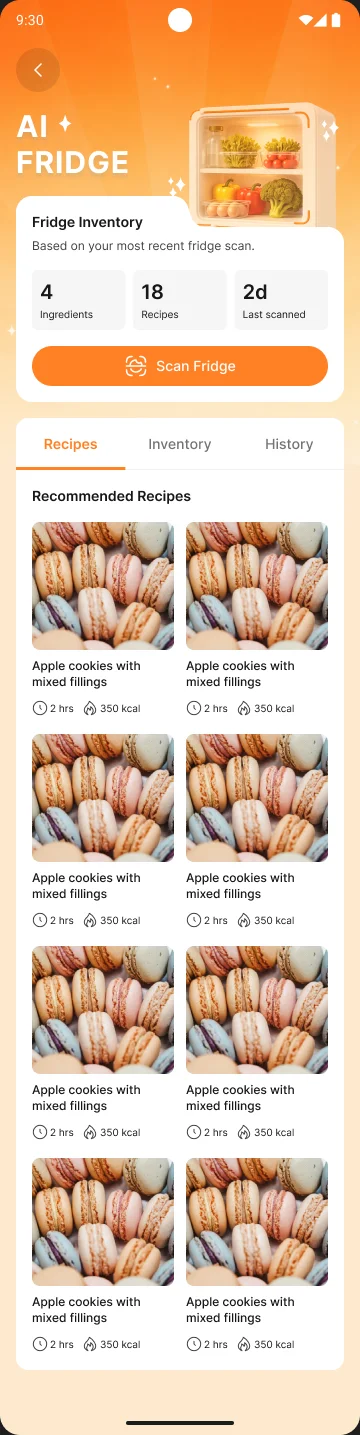 9:30
AI
FRIDGE
Fridge Inventory
Based on your most recent fridge scan.
4
Ingredients
18
Recipes
2d
Last scanned
Scan Fridge
Recipes
Inventory
History
Recommended Recipes
Apple cookies with
mixed fillings
2 hrs
350 kcal
Apple cookies with
mixed fillings
2 hrs
350 kcal
Apple cookies with
mixed fillings
2 hrs
350 kcal
Apple cookies with
mixed fillings
2 hrs
350 kcal
Apple cookies with
mixed fillings
2 hrs
350 kcal
Apple cookies with
mixed fillings
2 hrs
350 kcal
Apple cookies with
mixed fillings
2 hrs
350 kcal
Apple cookies with
mixed fillings
2 hrs
350 kcal